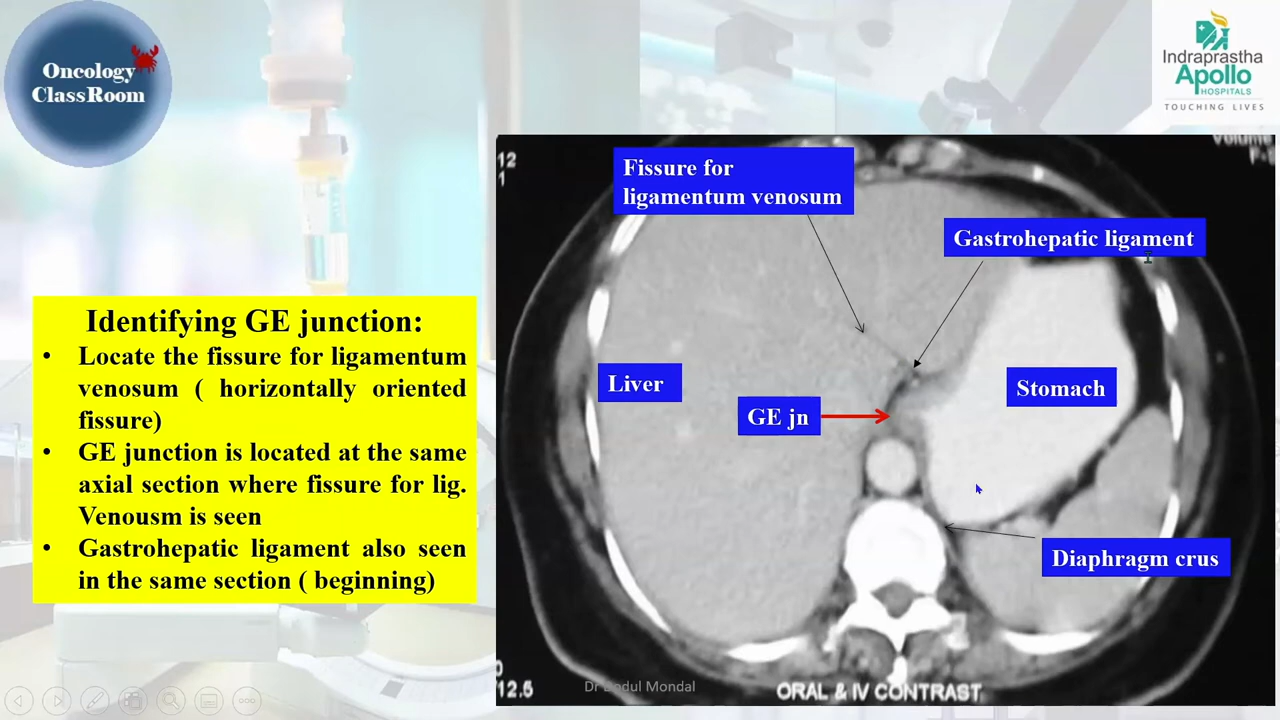 Oncology
ClassRoom
Indraprastha
Apollo
HOSPITALS
TOUCHING LIVES
Identifying GE junction:
• Locate the fissure for ligamentum
venosum ( horizontally oriented
fissure)
• GE junction is located at the same
axial section where fissure for lig.
Venousm is seen
• Gastrohepatic ligament also seen
in the same section ( beginning)
12
1
Fissure for
ligamentum venosum
Gastrohepatic ligament
Liver
GE jn
Stomach
Diaphragm crus
12.5
ORAL & IV CONTRAST